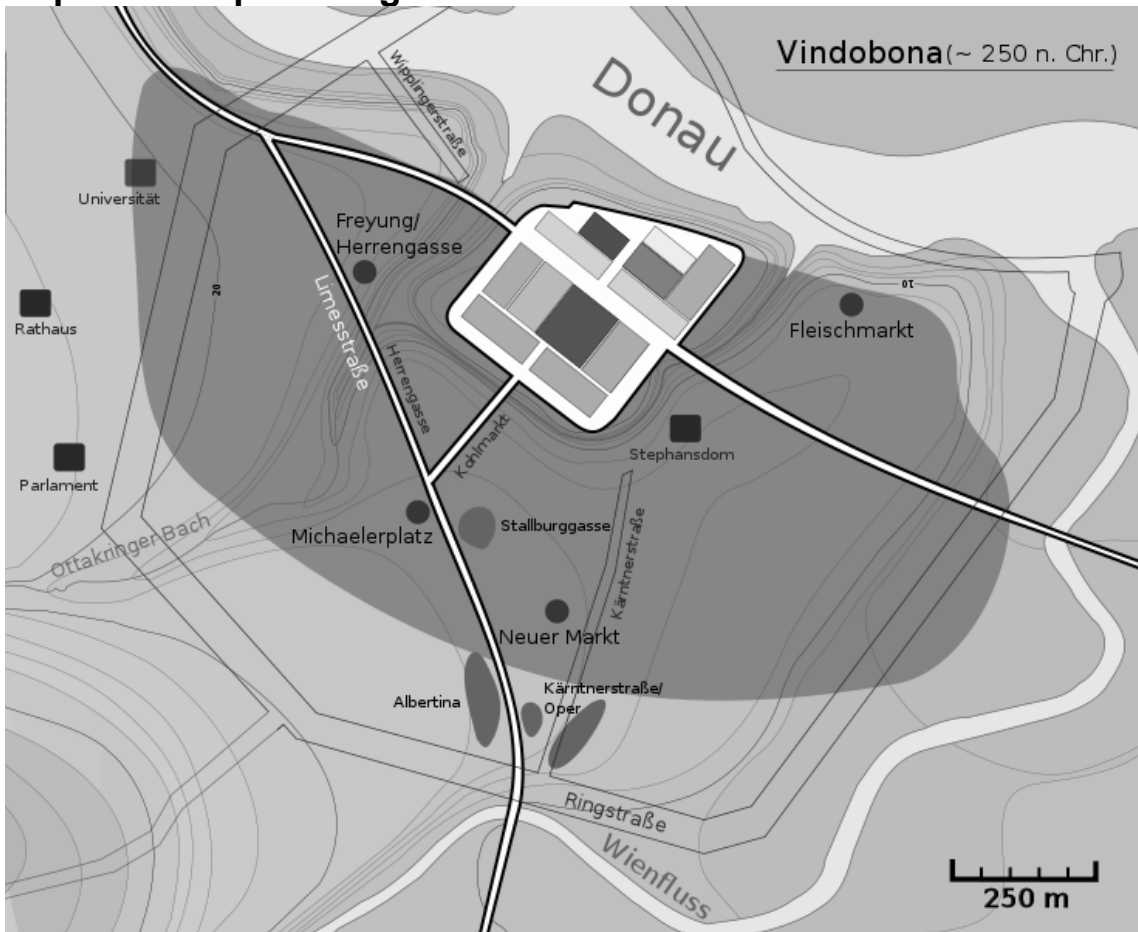 Vindobona (~ 250 n. Chr.)
Donau
Wipplingerstraße
Universität
Freyung/
Herrengasse
20
10
Rathaus
Limesstraße
Fleischmarkt
Herrengasse
Kohlmarkt
Stephansdom
Parlament
Ottakringer Bach
Michaelerplatz
Stallburggasse
Kärntnerstraße
Neuer Markt
Albertina
Kärntnerstraße/
Oper
Ringstraße
Wienfluss
250 m